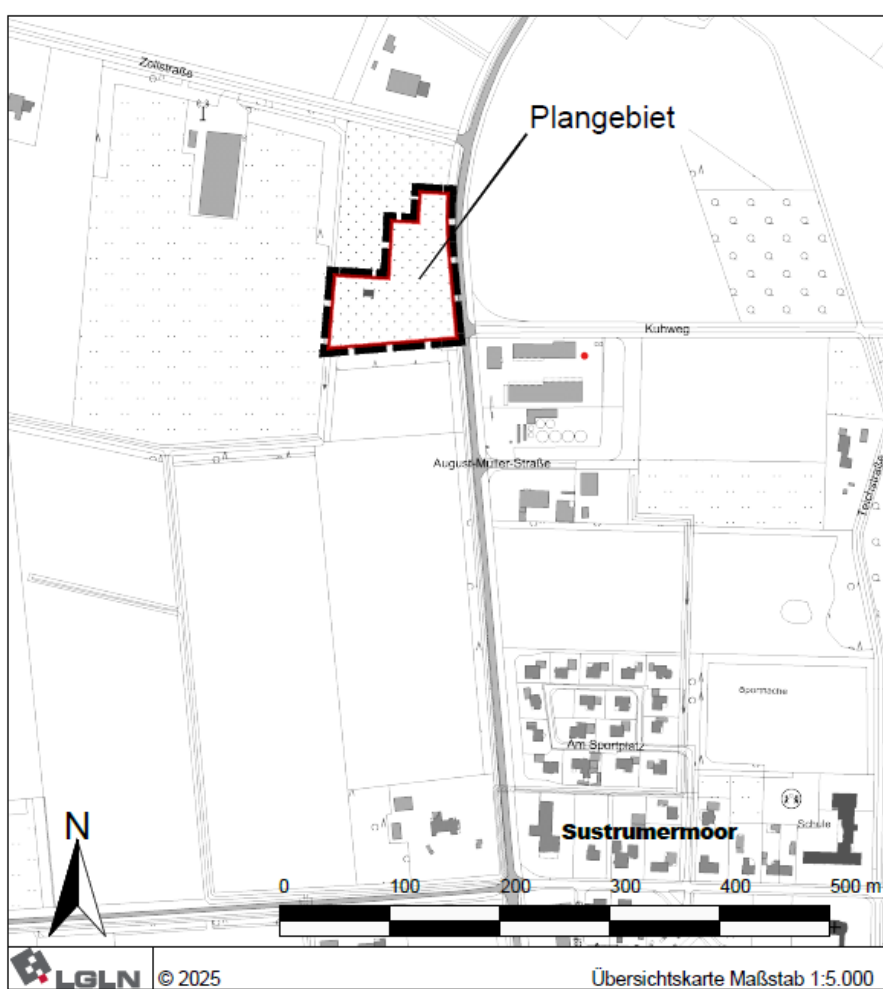 Zollstraße
Plangebiet
Kuhweg
August-Müller-Straße
Teichstraße
Sportfläche
Am Sportplatz
Sustrumermoor
Schule
N
0 100 200 300 400 500 m
LGLN © 2025 Übersichtskarte Maßstab 1:5.000